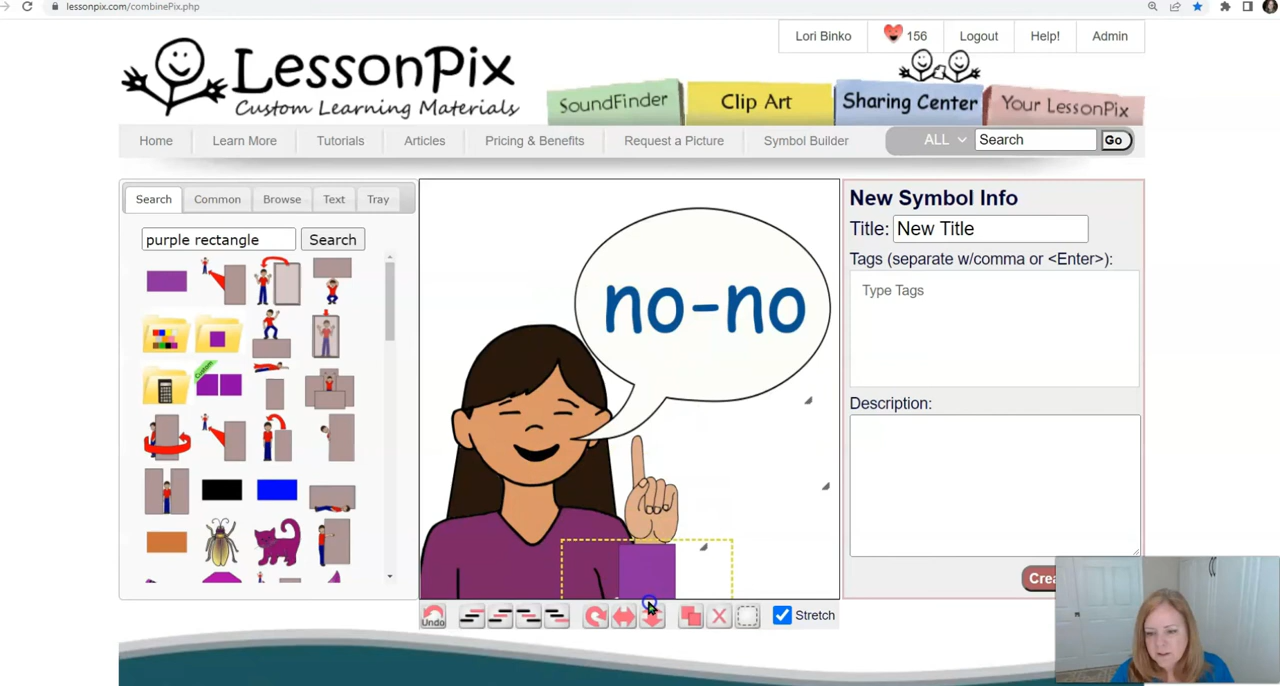 lessonpix.com/combinePix.php
Lori Binko
156
Logout
Help!
Admin
LessonPix
Custom Learning Materials
SoundFinder
Clip Art
Sharing Center
Your LessonPix
Home
Learn More
Tutorials
Articles
Pricing & Benefits
Request a Picture
Symbol Builder
ALL
Search
Go
Search
Common
Browse
Text
Tray
purple rectangle
Search
Custom
no-no
New Symbol Info
Title: New Title
Tags (separate w/comma or <Enter>):
Type Tags
Description:
Undo
Stretch